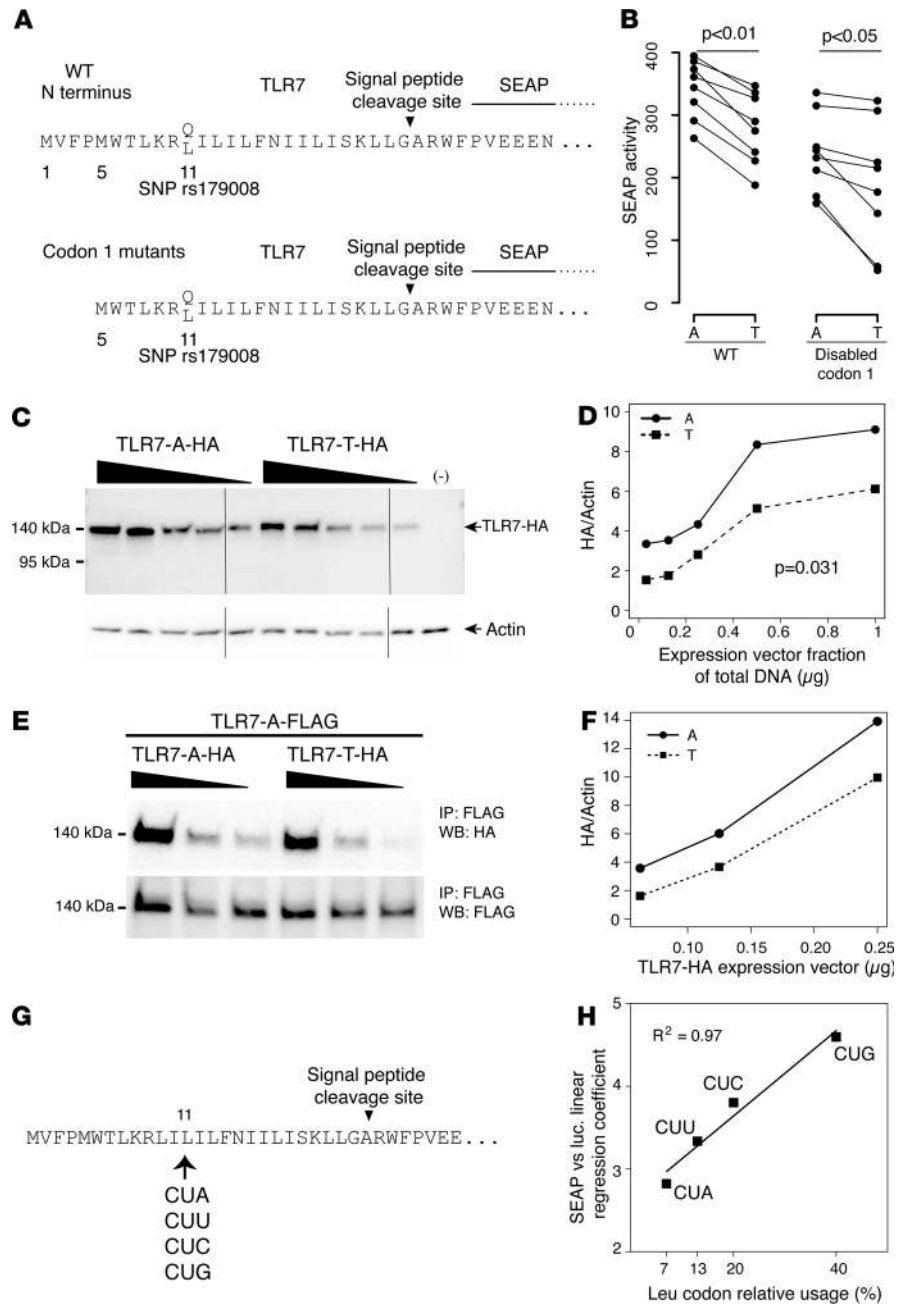 A
WT
N terminus
TLR7
Signal peptide
cleavage site
SEAP
Q
MVFPMWTLKRLILILFNIILISKLLGARWFPVEEEN...
1 5 11
SNP rs179008
Codon 1 mutants
TLR7
Signal peptide
cleavage site
SEAP
Q
MWTLKRLILILFNIILISKLLGARWFPVEEEN...
5 11
SNP rs179008
B
p<0.01 p<0.05
SEAP activity
400
300
200
100
0
A T A T
WT Disabled
codon 1
C
TLR7-A-HA TLR7-T-HA (-)
140 kDa
TLR7-HA
95 kDa
Actin
D
A
T
HA/Actin
10
8
6
4
2
0
p=0.031
0 0.2 0.4 0.6 0.8 1
Expression vector fraction
of total DNA (µg)
E
TLR7-A-FLAG
TLR7-A-HA TLR7-T-HA
140 kDa
IP: FLAG
WB: HA
140 kDa
IP: FLAG
WB: FLAG
F
A
T
HA/Actin
14
12
10
8
6
4
2
0
0.10 0.15 0.20 0.25
TLR7-HA expression vector (µg)
G
Signal peptide
cleavage site
11
MVFPMWTLKRLILILFNIILISKLLGARWFPVEE...
CUA
CUU
CUC
CUG
H
R² = 0.97
SEAP vs luc. linear
regression coefficient
5
4
3
2
CUG
CUC
CUU
CUA
7 13 20 40
Leu codon relative usage (%)